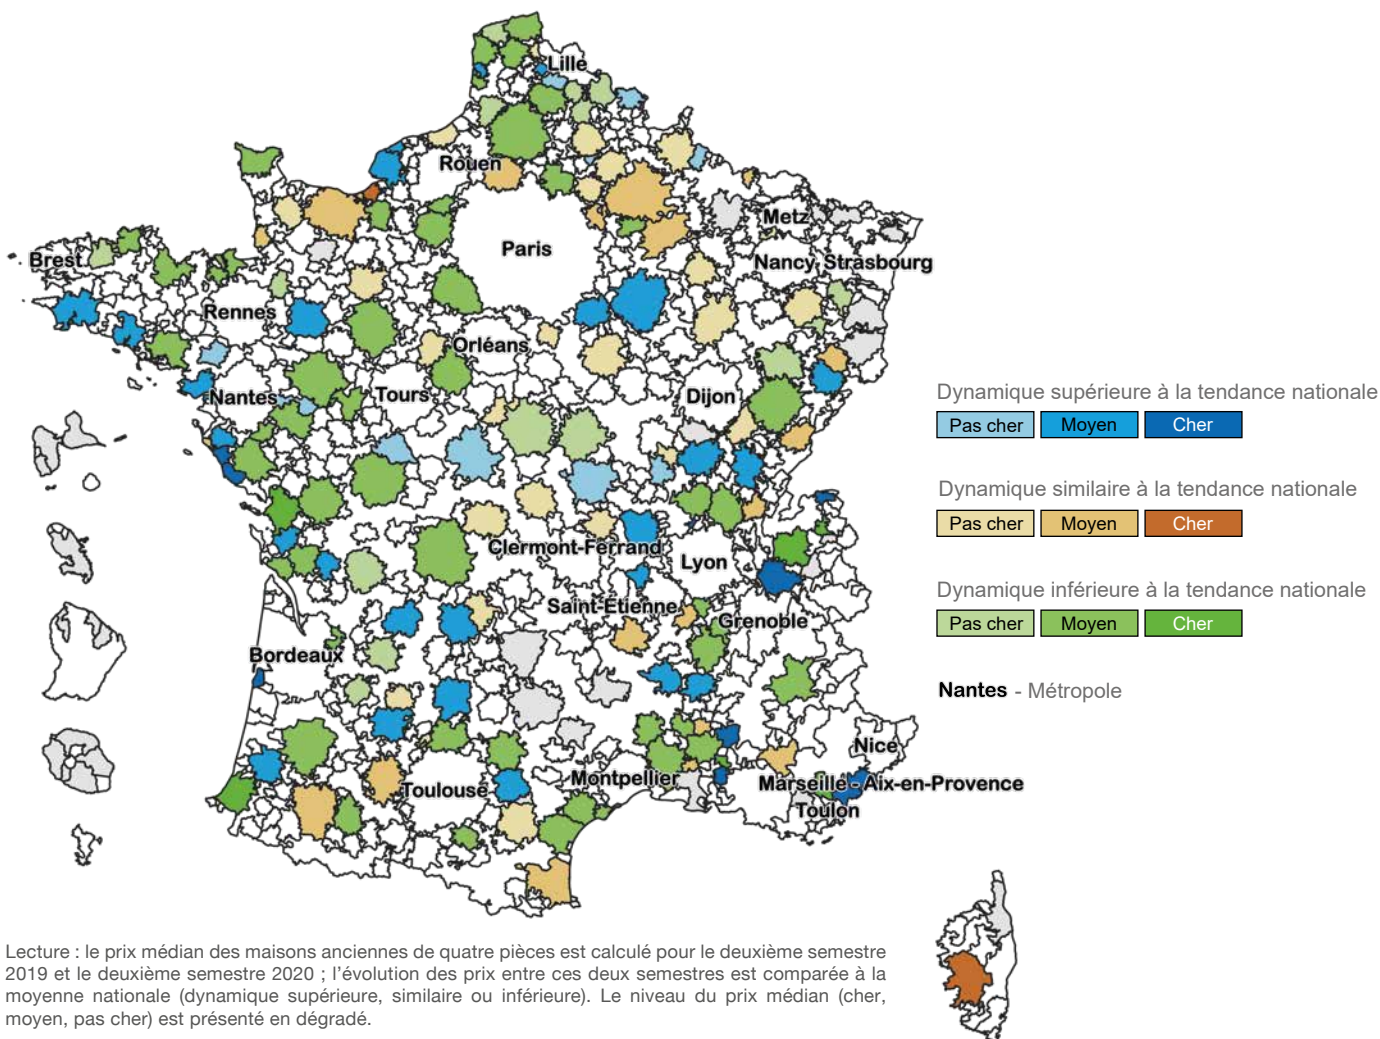 Lille
Rouen
Metz
Paris
Brest
Nancy
Strasbourg
Rennes
Orléans
Nantes
Tours
Dijon
Dynamique supérieure à la tendance nationale
Pas cher
Moyen
Cher
Dynamique similaire à la tendance nationale
Pas cher
Moyen
Cher
Clermont-Ferrand
Lyon
Dynamique inférieure à la tendance nationale
Pas cher
Moyen
Cher
Saint-Etienne
Grenoble
Bordeaux
Nantes - Métropole
Nice
Montpellier
Marseille - Aix-en-Provence
Toulouse
Toulon
Lecture : le prix médian des maisons anciennes de quatre pièces est calculé pour le deuxième semestre
2019 et le deuxième semestre 2020 ; l'évolution des prix entre ces deux semestres est comparée à la
moyenne nationale (dynamique supérieure, similaire ou inférieure). Le niveau du prix médian (cher,
moyen, pas cher) est présenté en dégradé.